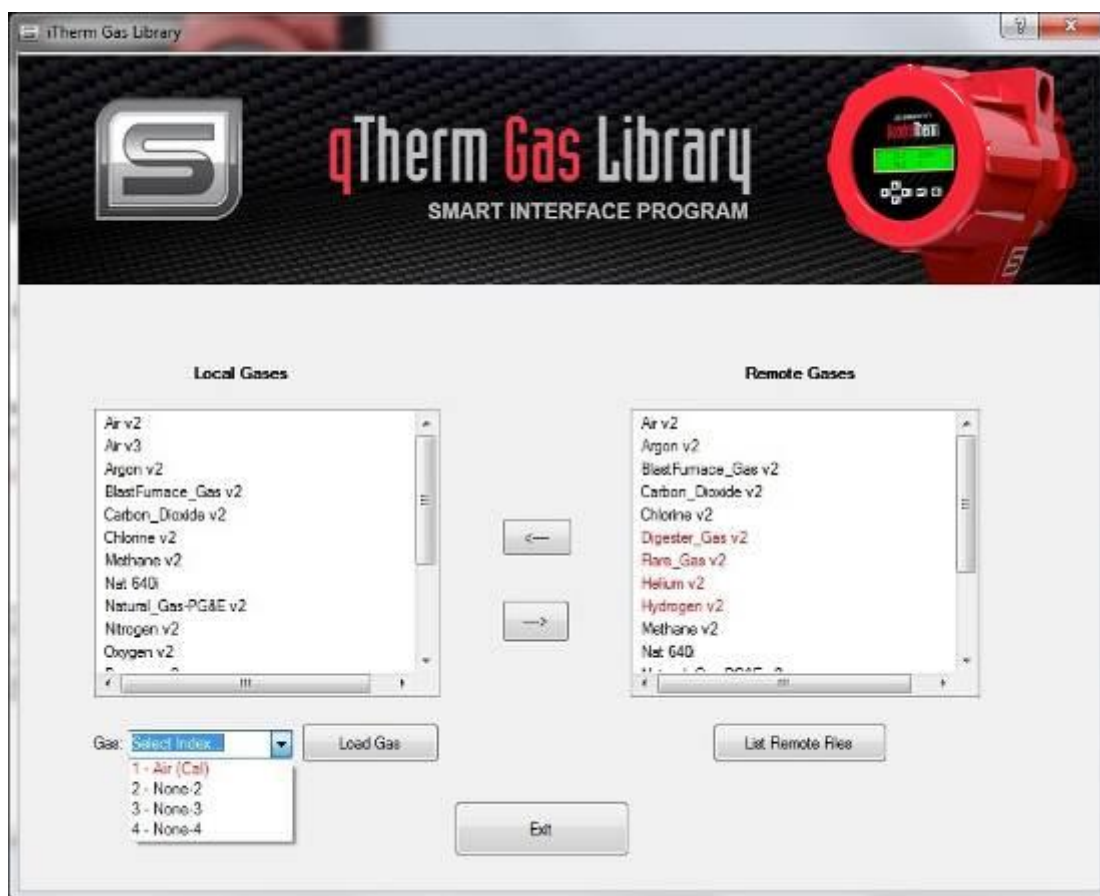 iTherm Gas Library
qTherm Gas Library
SMART INTERFACE PROGRAM
Local Gases
Remote Gases
Air v2
Air v3
Argon v2
BlastFurnace_Gas v2
Carbon_Dioxide v2
Chlorine v2
Methane v2
Nat 640i
Natural_Gas-PG&E v2
Nitrogen v2
Oxygen v2
Air v2
Argon v2
BlastFurnace_Gas v2
Carbon_Dioxide v2
Chlorine v2
Digester_Gas v2
Flare_Gas v2
Helium v2
Hydrogen v2
Methane v2
Nat 640i
Natural_Gas-PG&E v2
<---
--->
Gas: Select Index...
Load Gas
List Remote Files
1 - Air (Cal)
2 - None-2
3 - None-3
4 - None-4
Exit